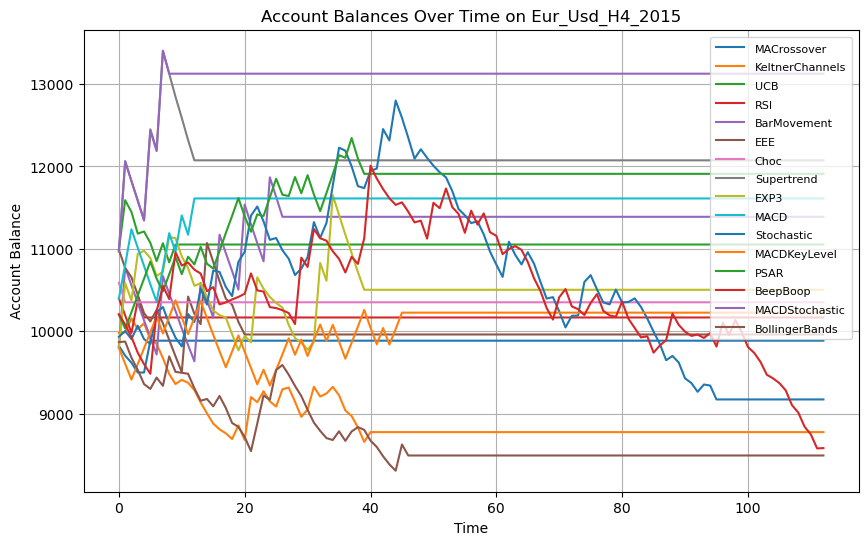 Account Balances Over Time on Eur_Usd_H4_2015
Account Balance
13000
12000
11000
10000
9000
0
20
40
60
80
100
Time
MACrossover
KeltnerChannels
UCB
RSI
BarMovement
EEE
Choc
Supertrend
EXP3
MACD
Stochastic
MACDKeyLevel
PSAR
BeepBoop
MACDStochastic
BollingerBands